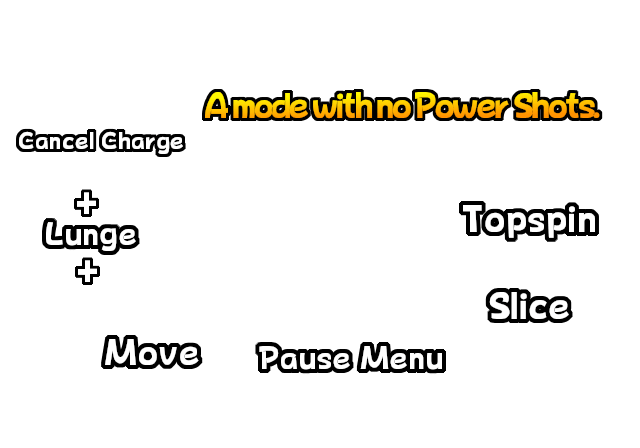 A mode with no Power Shots.
Cancel Charge
+
Lunge
+
Topspin
Slice
Move
Pause Menu